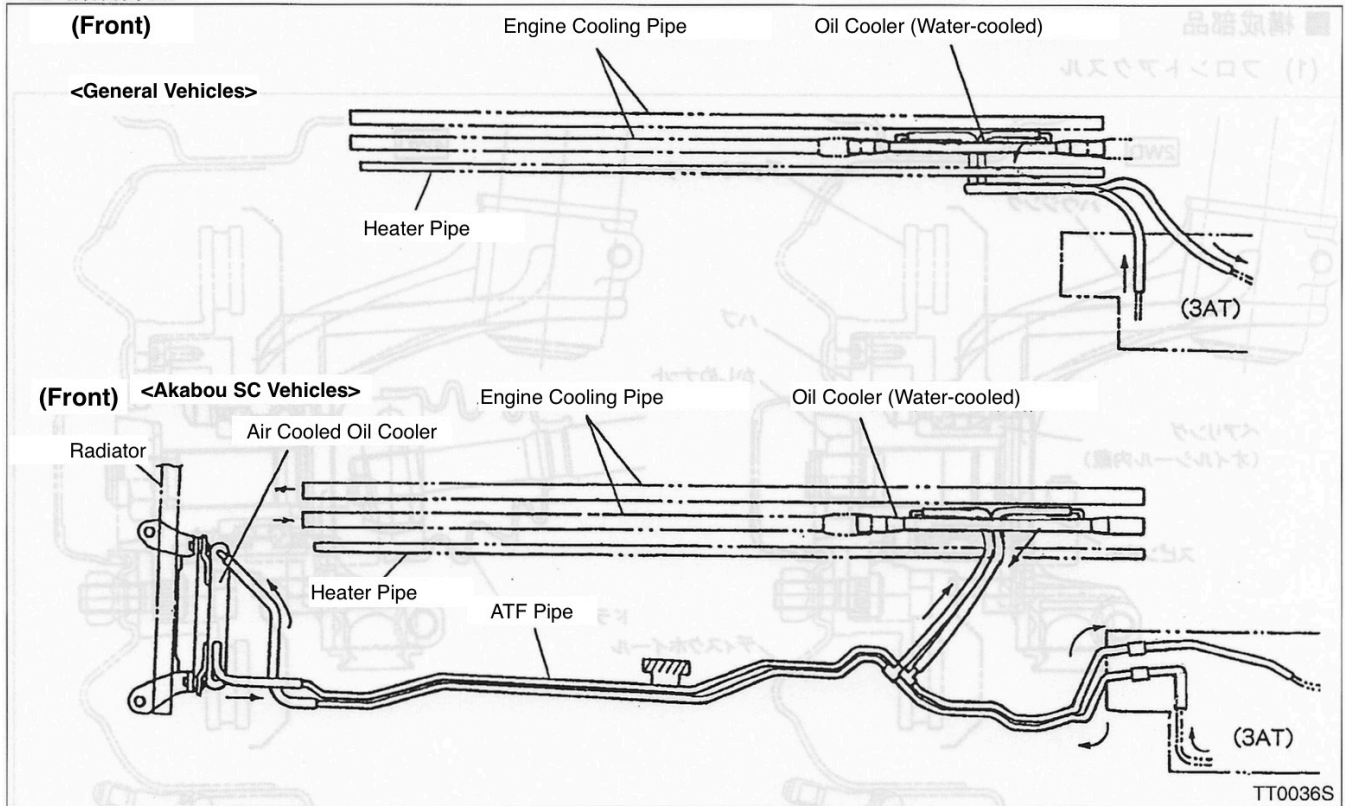 (Front)
Engine Cooling Pipe
Oil Cooler (Water-cooled)
<General Vehicles>
Heater Pipe
(3AT)
(Front)
<Akabou SC Vehicles>
Engine Cooling Pipe
Oil Cooler (Water-cooled)
Air Cooled Oil Cooler
Radiator
Heater Pipe
ATF Pipe
(3AT)
TT0036S